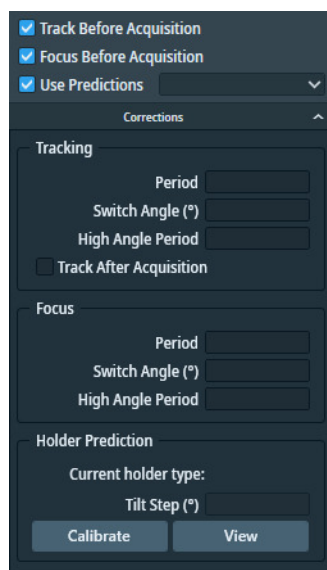 Track Before Acquisition
Focus Before Acquisition
Use Predictions
Corrections
Tracking
Period
Switch Angle (°)
High Angle Period
Track After Acquisition
Focus
Period
Switch Angle (°)
High Angle Period
Holder Prediction
Current holder type:
Tilt Step (°)
Calibrate View